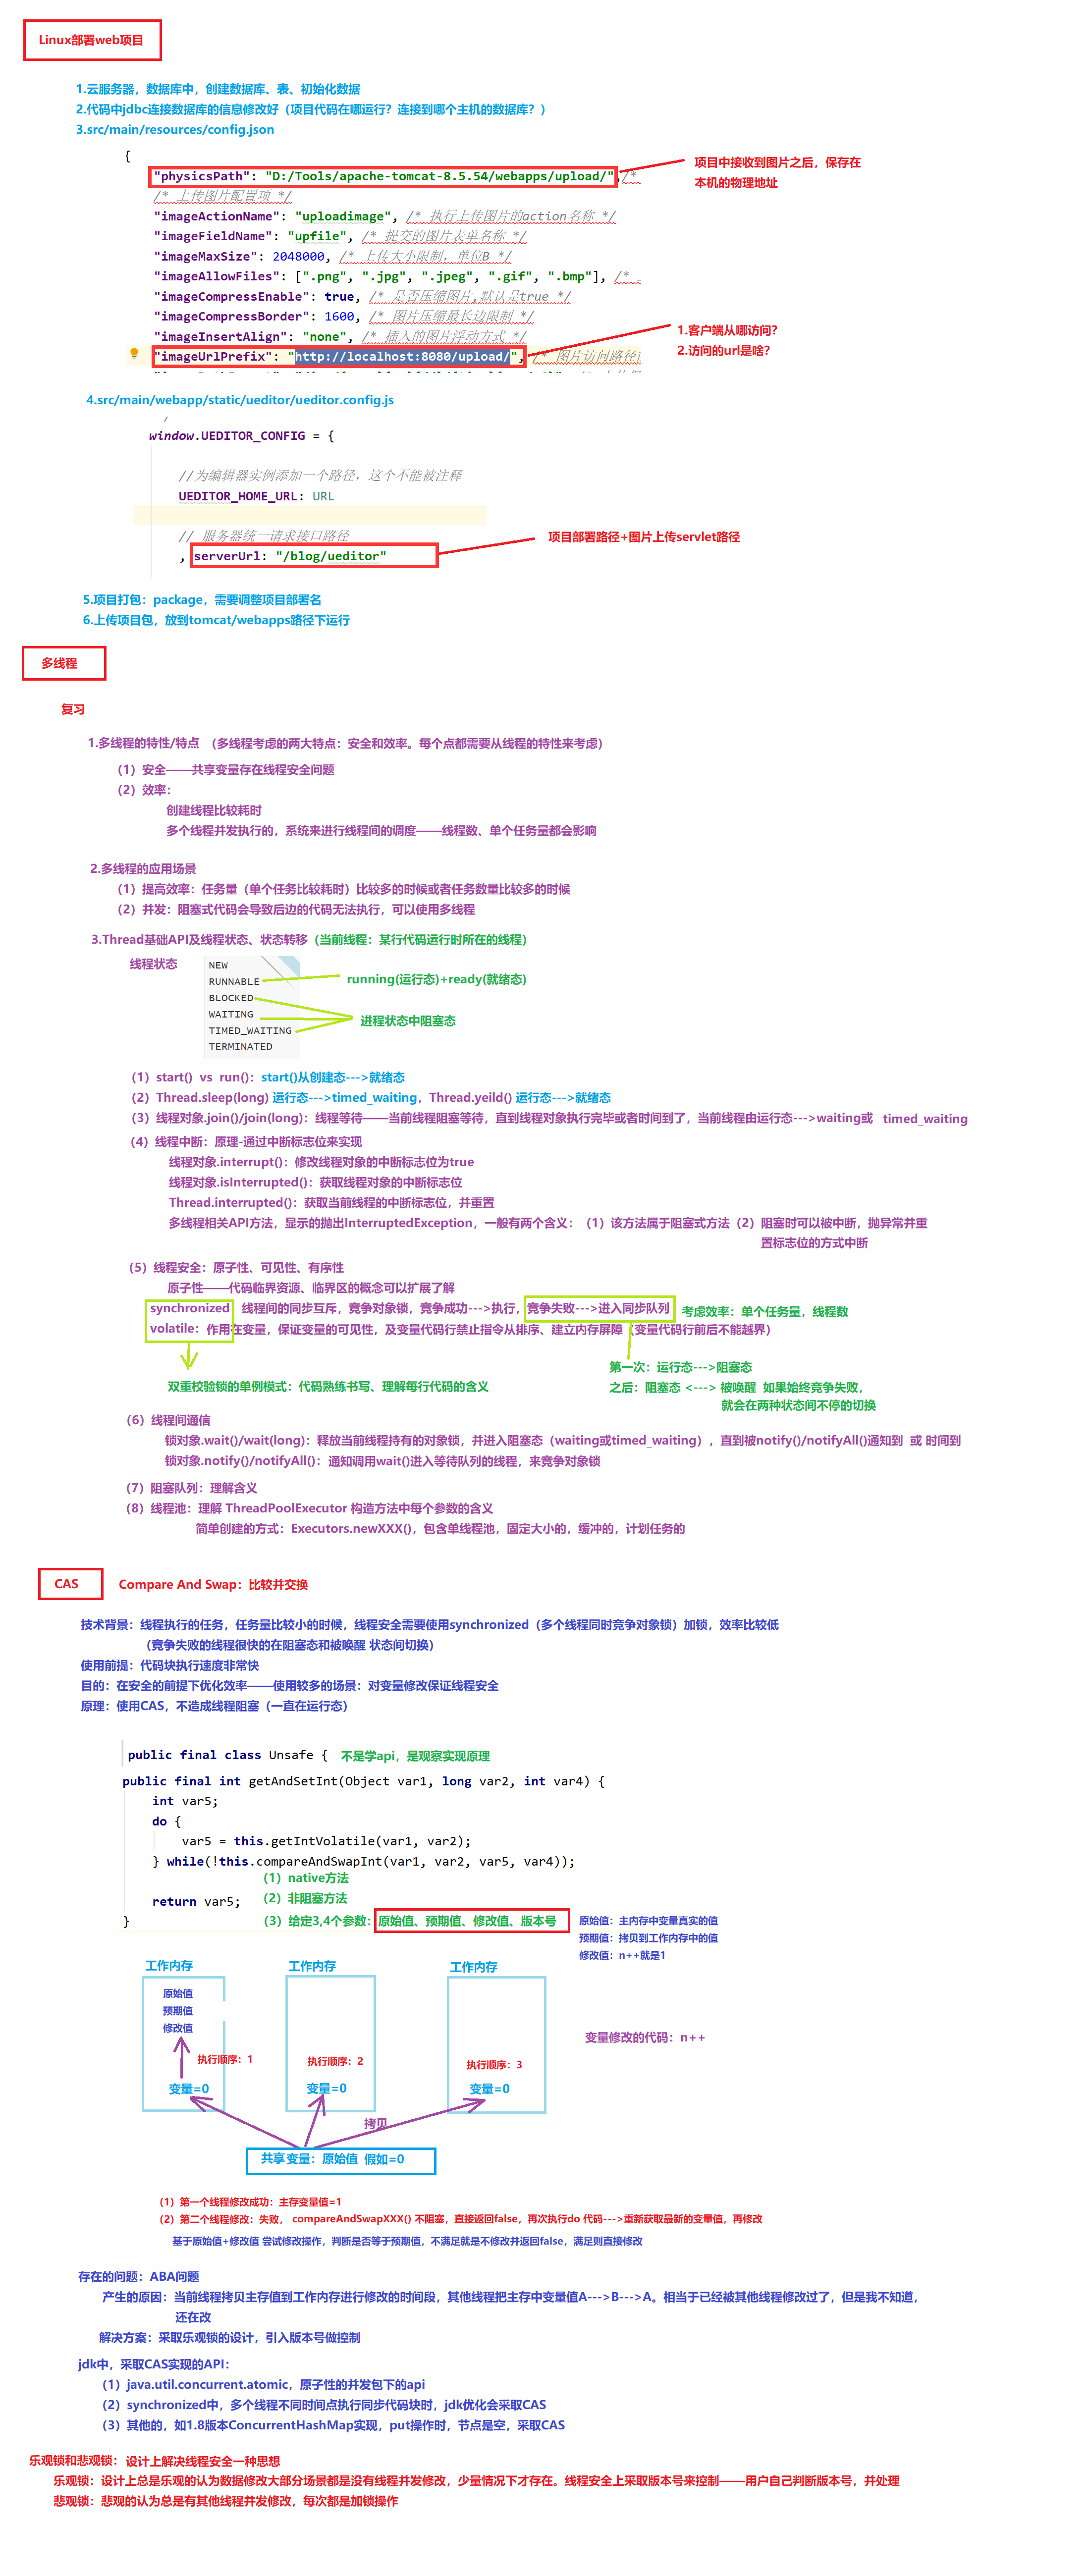 Linux部署web项目
1.云服务器，数据库中，创建数据库、表、初始化数据
2.代码中jdbc连接数据库的信息修改好（项目代码在哪运行？连接到哪个主机的数据库？）
3.src/main/resources/config.json
{
"physicsPath": "D:/Tools/apache-tomcat-8.5.54/webapps/upload/",/*
项目中接收到图片之后，保存在
本机的物理地址
/* 上传图片配置项 */
"imageActionName": "uploadimage", /* 执行上传图片的action名称 */
"imageFieldName": "upfile", /* 提交的图片表单名称 */
"imageMaxSize": 2048000, /* 上传大小限制，单位B */
"imageAllowFiles": [".png", ".jpg", ".jpeg", ".gif", ".bmp"], /*
"imageCompressEnable": true, /* 是否压缩图片,默认是true */
"imageCompressBorder": 1600, /* 图片压缩最长边限制 */
"imageInsertAlign": "none", /* 插入的图片浮动方式 */
"imageUrlPrefix": "http://localhost:8080/upload/", /* 图片访问路径
1.客户端从哪访问？
2.访问的url是啥？
4.src/main/webapp/static/ueditor/ueditor.config.js
window.UEDITOR_CONFIG = {
//为编辑器实例添加一个路径，这个不能被注释
UEDITOR_HOME_URL: URL
// 服务器统一请求接口路径
, serverUrl: "/blog/ueditor"
项目部署路径+图片上传servlet路径
5.项目打包：package，需要调整项目部署名
6.上传项目包，放到tomcat/webapps路径下运行
多线程
复习
1.多线程的特性/特点 （多线程考虑的两大特点：安全和效率。每个点都需要从线程的特性来考虑）
（1）安全——共享变量存在线程安全问题
（2）效率：
创建线程比较耗时
多个线程并发执行的，系统来进行线程间的调度——线程数、单个任务量都会影响
2.多线程的应用场景
（1）提高效率：任务量（单个任务比较耗时）比较多的时候或者任务数量比较多的时候
（2）并发：阻塞式代码会导致后边的代码无法执行，可以使用多线程
3.Thread基础API及线程状态、状态转移（当前线程：某行代码运行时所在的线程）
线程状态
NEW
RUNNABLE
BLOCKED
WAITING
TIMED_WAITING
TERMINATED
running(运行态)+ready(就绪态)
进程状态中阻塞态
（1）start() vs run()：start()从创建态--->就绪态
（2）Thread.sleep(long) 运行态--->timed_waiting，Thread.yeild() 运行态--->就绪态
（3）线程对象.join()/join(long)：线程等待——当前线程阻塞等待，直到线程对象执行完毕或者时间到了，当前线程由运行态--->waiting或 timed_waiting
（4）线程中断：原理-通过中断标志位来实现
线程对象.interrupt()：修改线程对象的中断标志位为true
线程对象.isInterrupted()：获取线程对象的中断标志位
Thread.interrupted()：获取当前线程的中断标志位，并重置
多线程相关API方法，显示的抛出InterruptedException，一般有两个含义：（1）该方法属于阻塞式方法（2）阻塞时可以被中断，抛异常并重
置标志位的方式中断
（5）线程安全：原子性、可见性、有序性
原子性——代码临界资源、临界区的概念可以扩展了解
synchronized 线程间的同步互斥，竞争对象锁，竞争成功--->执行，竞争失败--->进入同步队列 考虑效率：单个任务量，线程数
volatile：作用在变量，保证变量的可见性，及变量代码行禁止指令从排序、建立内存屏障（变量代码行前后不能越界）
双重校验锁的单例模式：代码熟练书写、理解每行代码的含义
第一次：运行态--->阻塞态
之后：阻塞态 <---> 被唤醒 如果始终竞争失败，
就会在两种状态间不停的切换
（6）线程间通信
锁对象.wait()/wait(long)：释放当前线程持有的对象锁，并进入阻塞态（waiting或timed_waiting），直到被notify()/notifyAll()通知到 或 时间到
锁对象.notify()/notifyAll()：通知调用wait()进入等待队列的线程，来竞争对象锁
（7）阻塞队列：理解含义
（8）线程池：理解 ThreadPoolExecutor 构造方法中每个参数的含义
简单创建的方式：Executors.newXXX()，包含单线程池，固定大小的，缓冲的，计划任务的
CAS
Compare And Swap：比较并交换
技术背景：线程执行的任务，任务量比较小的时候，线程安全需要使用synchronized（多个线程同时竞争对象锁）加锁，效率比较低
（竞争失败的线程很快的在阻塞态和被唤醒 状态间切换）
使用前提：代码块执行速度非常快
目的：在安全的前提下优化效率——使用较多的场景：对变量修改保证线程安全
原理：使用CAS，不造成线程阻塞（一直在运行态）
public final class Unsafe { 不是学api，是观察实现原理
public final int getAndSetInt(Object var1, long var2, int var4) {
int var5;
do {
var5 = this.getIntVolatile(var1, var2);
} while(!this.compareAndSwapInt(var1, var2, var5, var4));
（1）native方法
return var5;
（2）非阻塞方法
}
（3）给定3,4个参数：原始值、预期值、修改值、版本号
原始值：主内存中变量真实的值
预期值：拷贝到工作内存中的值
修改值：n++就是1
工作内存
工作内存
工作内存
原始值
预期值
修改值
变量修改的代码：n++
执行顺序：1
执行顺序：2
执行顺序：3
变量=0
变量=0
变量=0
拷贝
共享变量：原始值 假如=0
（1）第一个线程修改成功：主存变量值=1
（2）第二个线程修改：失败， compareAndSwapXXX() 不阻塞，直接返回false，再次执行do 代码--->重新获取最新的变量值，再修改
基于原始值+修改值 尝试修改操作，判断是否等于预期值，不满足就是不修改并返回false，满足则直接修改
存在的问题：ABA问题
产生的原因：当前线程拷贝主存值到工作内存进行修改的时间段，其他线程把主存中变量值A--->B--->A。相当于已经被其他线程修改过了，但是我不知道，
还在改
解决方案：采取乐观锁的设计，引入版本号做控制
jdk中，采取CAS实现的API：
（1）java.util.concurrent.atomic，原子性的并发包下的api
（2）synchronized中，多个线程不同时间点执行同步代码块时，jdk优化会采取CAS
（3）其他的，如1.8版本ConcurrentHashMap实现，put操作时，节点是空，采取CAS
乐观锁和悲观锁：设计上解决线程安全一种思想
乐观锁：设计上总是乐观的认为数据修改大部分场景都是没有线程并发修改，少量情况下才存在。线程安全上采取版本号来控制——用户自己判断版本号，并处理
悲观锁：悲观的认为总是有其他线程并发修改，每次都是加锁操作